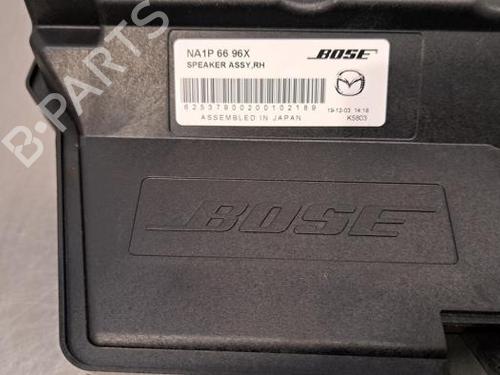 NA1P 66 96X
BOSE
SPEAKER ASSY,RH
62537900200102189
19-12-03 14:18
ASSEMBLED IN JAPAN
K5803
BOSE
B-PARTS